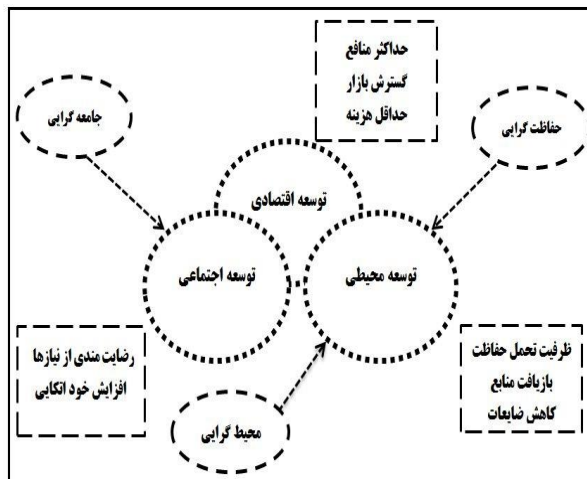 حداکثر منافع
گسترش بازار
حداقل هزینه
حفاظت گرایی
جامعه گرایی
توسعه اقتصادی
توسعه محیطی
توسعه اجتماعی
ظرفیت تحمل حفاظت
بازیافت منابع
کاهش ضایعات
رضایت مندی از نیازها
افزایش خود اتکایی
محیط گرایی